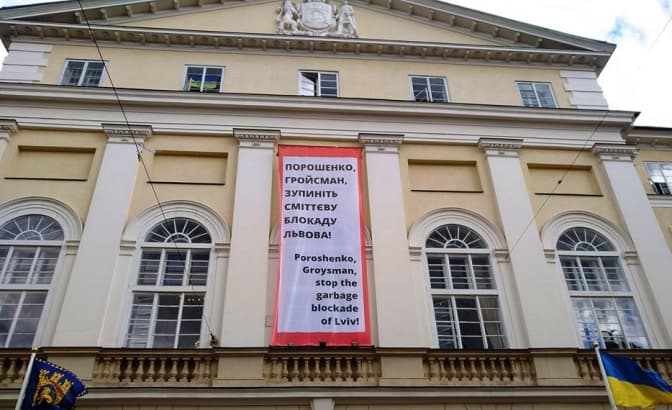 ПОРОШЕНКО,
ГРОЙСМАН,
ЗУПИНІТЬ
СМІТТЄВУ
БЛОКАДУ
ЛЬВОВА!
Poroshenko,
Groysman,
stop the
garbage
blockade
of Lviv!